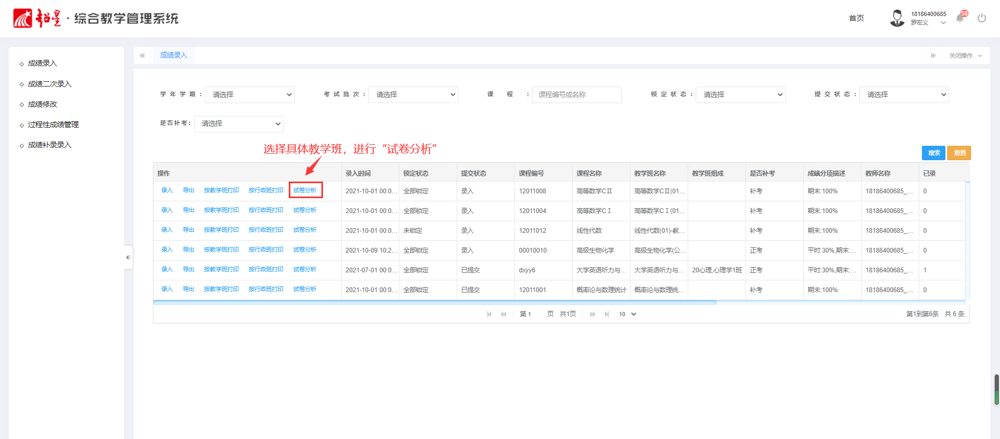 超星 · 综合教学管理系统
首页
18186400685
罗宏义
58
成绩录入
成绩二次录入
成绩修改
过程性成绩管理
成绩补录录入
成绩录入
关闭操作
学年学期： 请选择 考试批次： 请选择 课程： 课程编号或名称 锁定状态： 请选择 提交状态： 请选择
是否补考： 请选择
选择具体教学班，进行“试卷分析”
搜索 重置
操作 录入时间 锁定状态 提交状态 课程编号 课程名称 教学班名称 教学班组成 是否补考 成绩分项描述 教师名称 已录
录入 导出 按教学班打印 按行政班打印 试卷分析 2021-10-01 00:0... 全部锁定 录入 12011008 高等数学CⅡ 高等数学CⅡ(01... 补考 期末:100% 18186400685_... 0
录入 导出 按教学班打印 按行政班打印 试卷分析 2021-10-01 00:0... 全部锁定 录入 12011004 高等数学CⅠ 高等数学CⅠ(01... 补考 期末:100% 18186400685_... 0
录入 导出 按教学班打印 按行政班打印 试卷分析 2021-10-01 00:0... 未锁定 录入 12011012 线性代数 线性代数(01)-教... 补考 期末:100% 18186400685_... 0
录入 导出 按教学班打印 按行政班打印 试卷分析 2021-10-09 10:2... 全部锁定 录入 00010010 高级生物化学 高级生物化学(公... 正考 平时:30%,期末:... 18186400685_... 0
录入 导出 按教学班打印 按行政班打印 试卷分析 2021-07-01 00:0... 全部锁定 已提交 dxyy6 大学英语听力与... 大学英语听力与... 20心理,心理学1班 正考 平时:30%,期末:... 18186400685_... 1
录入 导出 按教学班打印 按行政班打印 试卷分析 2021-10-01 00:0... 全部锁定 已提交 12011001 概率论与数理统计 概率论与数理统... 补考 期末:100% 18186400685_... 0
第 1 页 共1页 10 第1到第6条 共 6 条